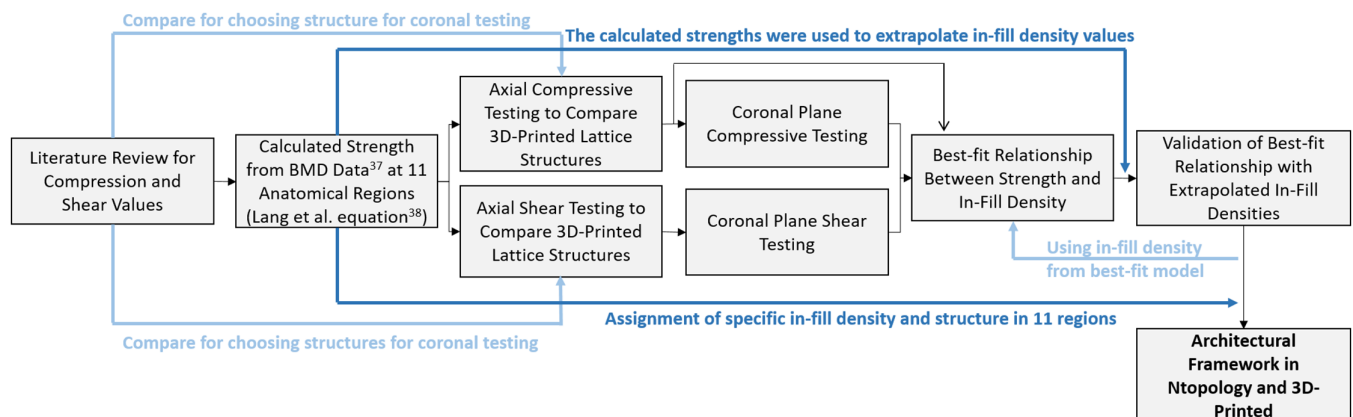 Compare for choosing structure for coronal testing
The calculated strengths were used to extrapolate in-fill density values
Literature Review for
Compression and
Shear Values
Calculated Strength
from BMD Data³⁷ at 11
Anatomical Regions
(Lang et al. equation³⁸)
Axial Compressive
Testing to Compare
3D-Printed Lattice
Structures
Axial Shear Testing to
Compare 3D-Printed
Lattice Structures
Coronal Plane
Compressive Testing
Coronal Plane Shear
Testing
Best-fit Relationship
Between Strength and
In-Fill Density
Validation of Best-fit
Relationship with
Extrapolated In-Fill
Densities
Using in-fill density
from best-fit model
Assignment of specific in-fill density and structure in 11 regions
Compare for choosing structures for coronal testing
Architectural
Framework in
Ntopology and 3D-
Printed